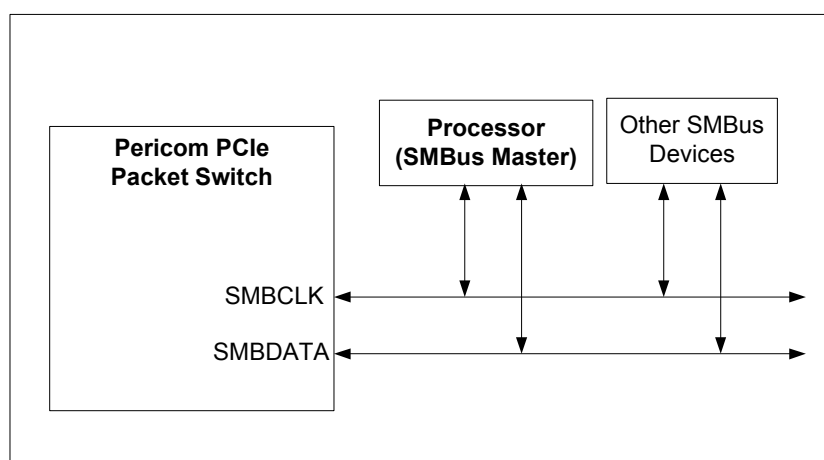 Pericom PCIe
Packet Switch
Processor
(SMBus Master)
Other SMBus
Devices
SMBCLK
SMBDATA